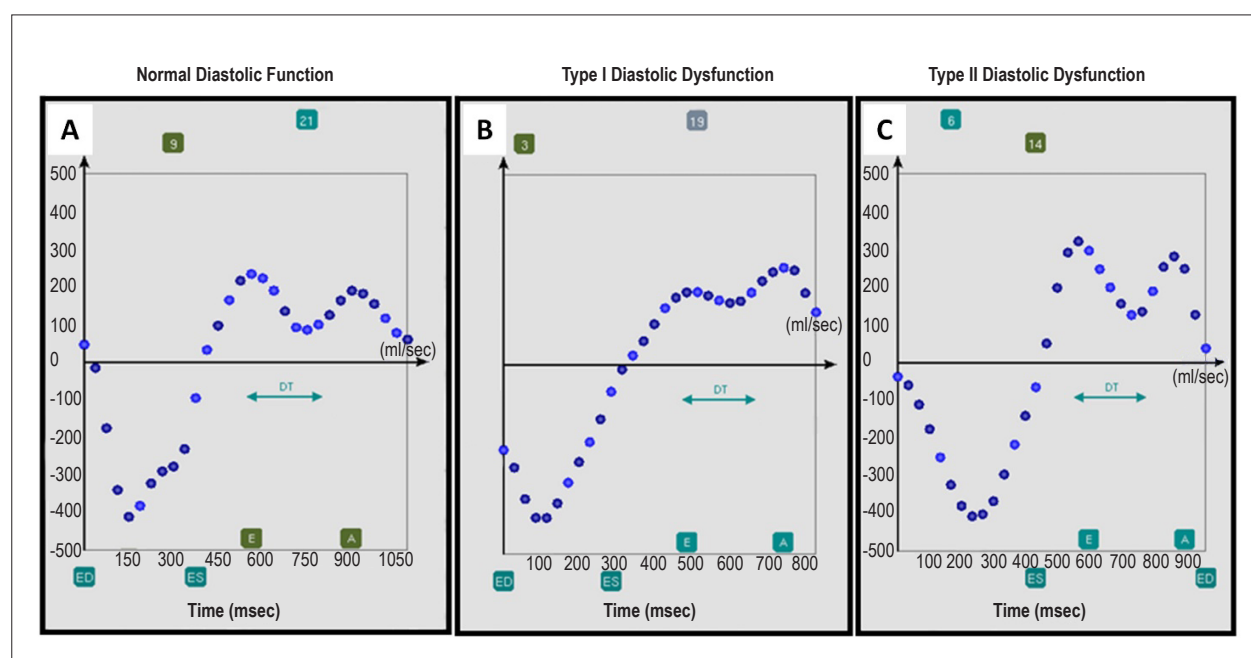 Normal Diastolic Function
Type I Diastolic Dysfunction
Type II Diastolic Dysfunction
A
9
21
500
400
300
200
100
0
-100
-200
-300
-400
-500
(ml/sec)
DT
E
A
150 300 450 600 750 900 1050
ED
ES
Time (msec)
B
3
19
(ml/sec)
DT
E
A
100 200 300 400 500 600 700 800
ED
ES
Time (msec)
C
6
14
500
400
300
200
100
0
-100
-200
-300
-400
-500
(ml/sec)
DT
E
A
100 200 300 400 500 600 700 800 900
ES
ED
Time (msec)